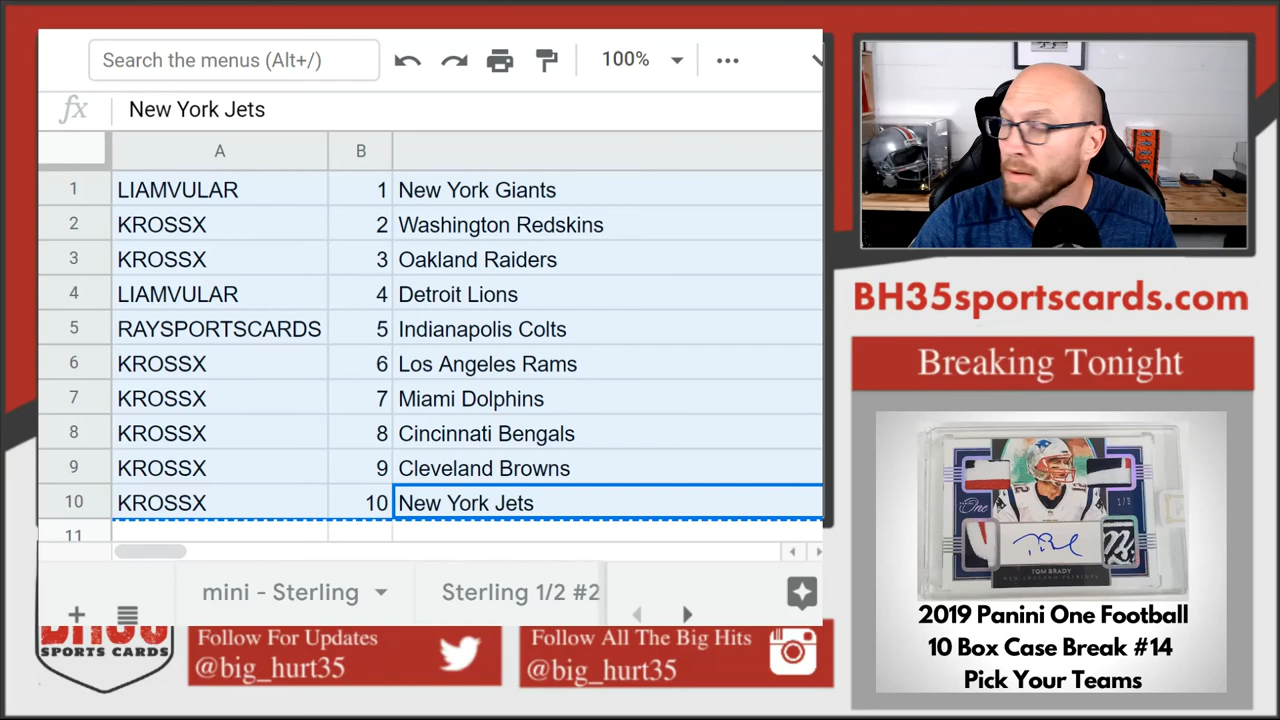 Search the menus (Alt+/)
100%
fx New York Jets
A B
1 LIAMVULAR 1 New York Giants
2 KROSSX 2 Washington Redskins
3 KROSSX 3 Oakland Raiders
4 LIAMVULAR 4 Detroit Lions
5 RAYSPORTSCARDS 5 Indianapolis Colts
6 KROSSX 6 Los Angeles Rams
7 KROSSX 7 Miami Dolphins
8 KROSSX 8 Cincinnati Bengals
9 KROSSX 9 Cleveland Browns
10 KROSSX 10 New York Jets
11
mini - Sterling
Sterling 1/2 #2
SPORTS CARDS
Follow For Updates
@big_hurt35
Follow All The Big Hits
@big_hurt35
BH35sportscards.com
Breaking Tonight
One
TOM BRADY
2019 Panini One Football
10 Box Case Break #14
Pick Your Teams